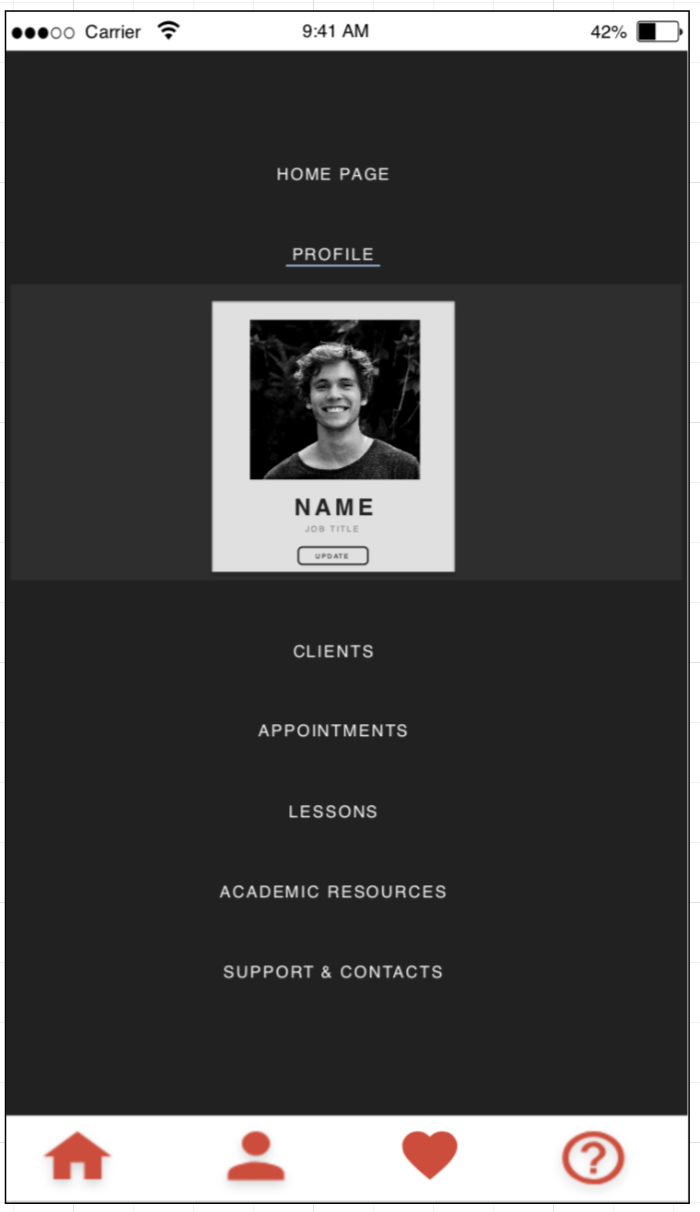 Carrier 9:41 AM 42%
HOME PAGE
PROFILE
NAME
JOB TITLE
UPDATE
CLIENTS
APPOINTMENTS
LESSONS
ACADEMIC RESOURCES
SUPPORT & CONTACTS
?